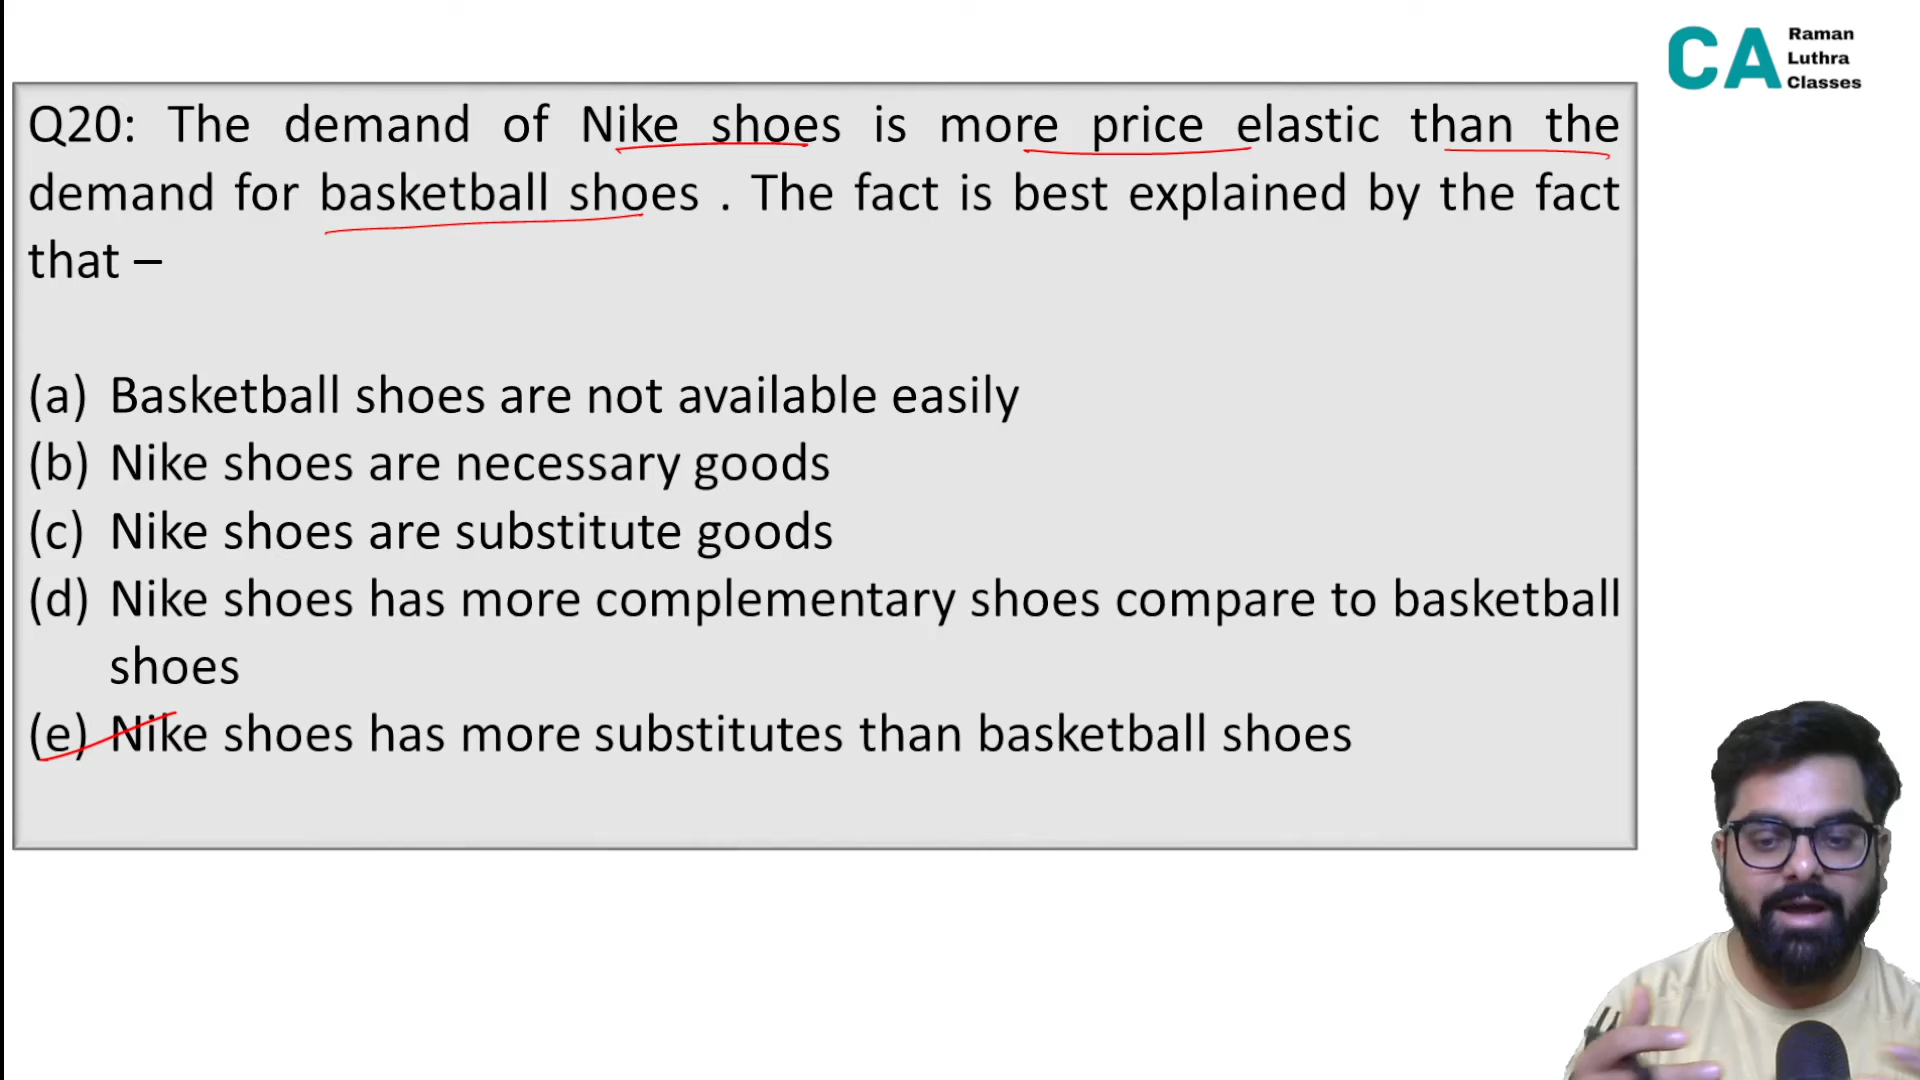 CA Raman
Luthra
Classes
Q20: The demand of Nike shoes is more price elastic than the
demand for basketball shoes . The fact is best explained by the fact
that –
(a) Basketball shoes are not available easily
(b) Nike shoes are necessary goods
(c) Nike shoes are substitute goods
(d) Nike shoes has more complementary shoes compare to basketball
shoes
(e) Nike shoes has more substitutes than basketball shoes